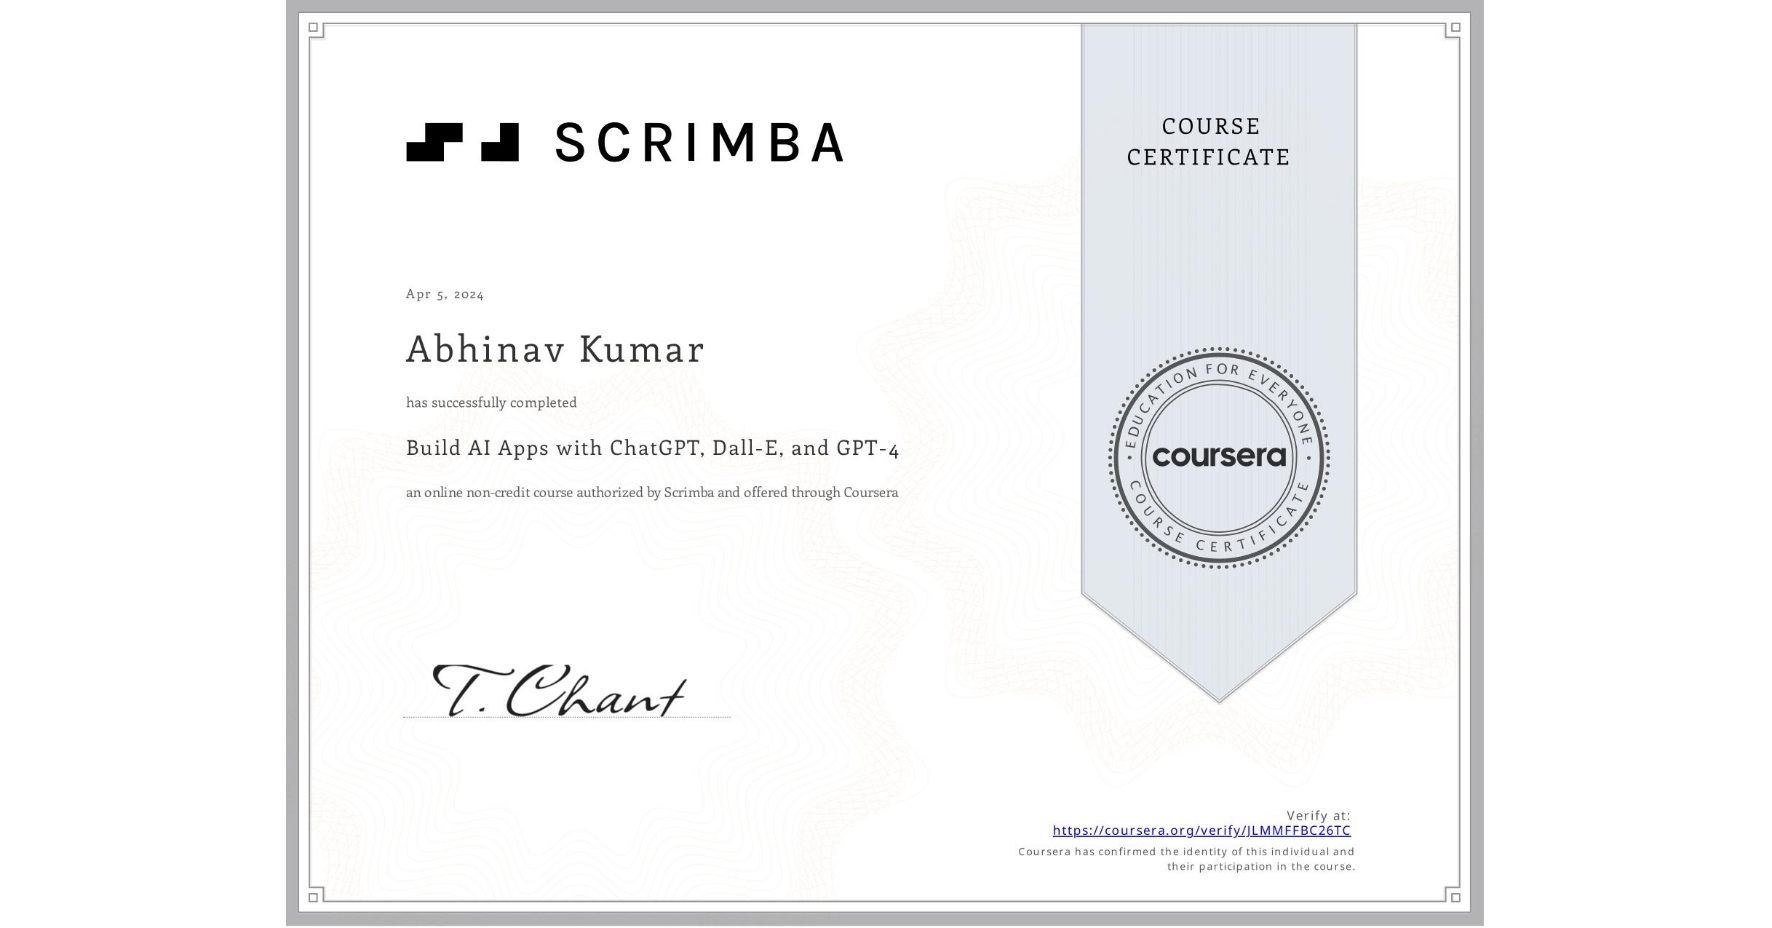 SCRIMBA
COURSE
CERTIFICATE
Apr 5, 2024
Abhinav Kumar
has successfully completed
Build AI Apps with ChatGPT, Dall-E, and GPT-4
an online non-credit course authorized by Scrimba and offered through Coursera
EDUCATION FOR EVERYONE
coursera
COURSE CERTIFICATE
T. Chant
Verify at:
https://coursera.org/verify/JLMMFFBC26TC
Coursera has confirmed the identity of this individual and
their participation in the course.